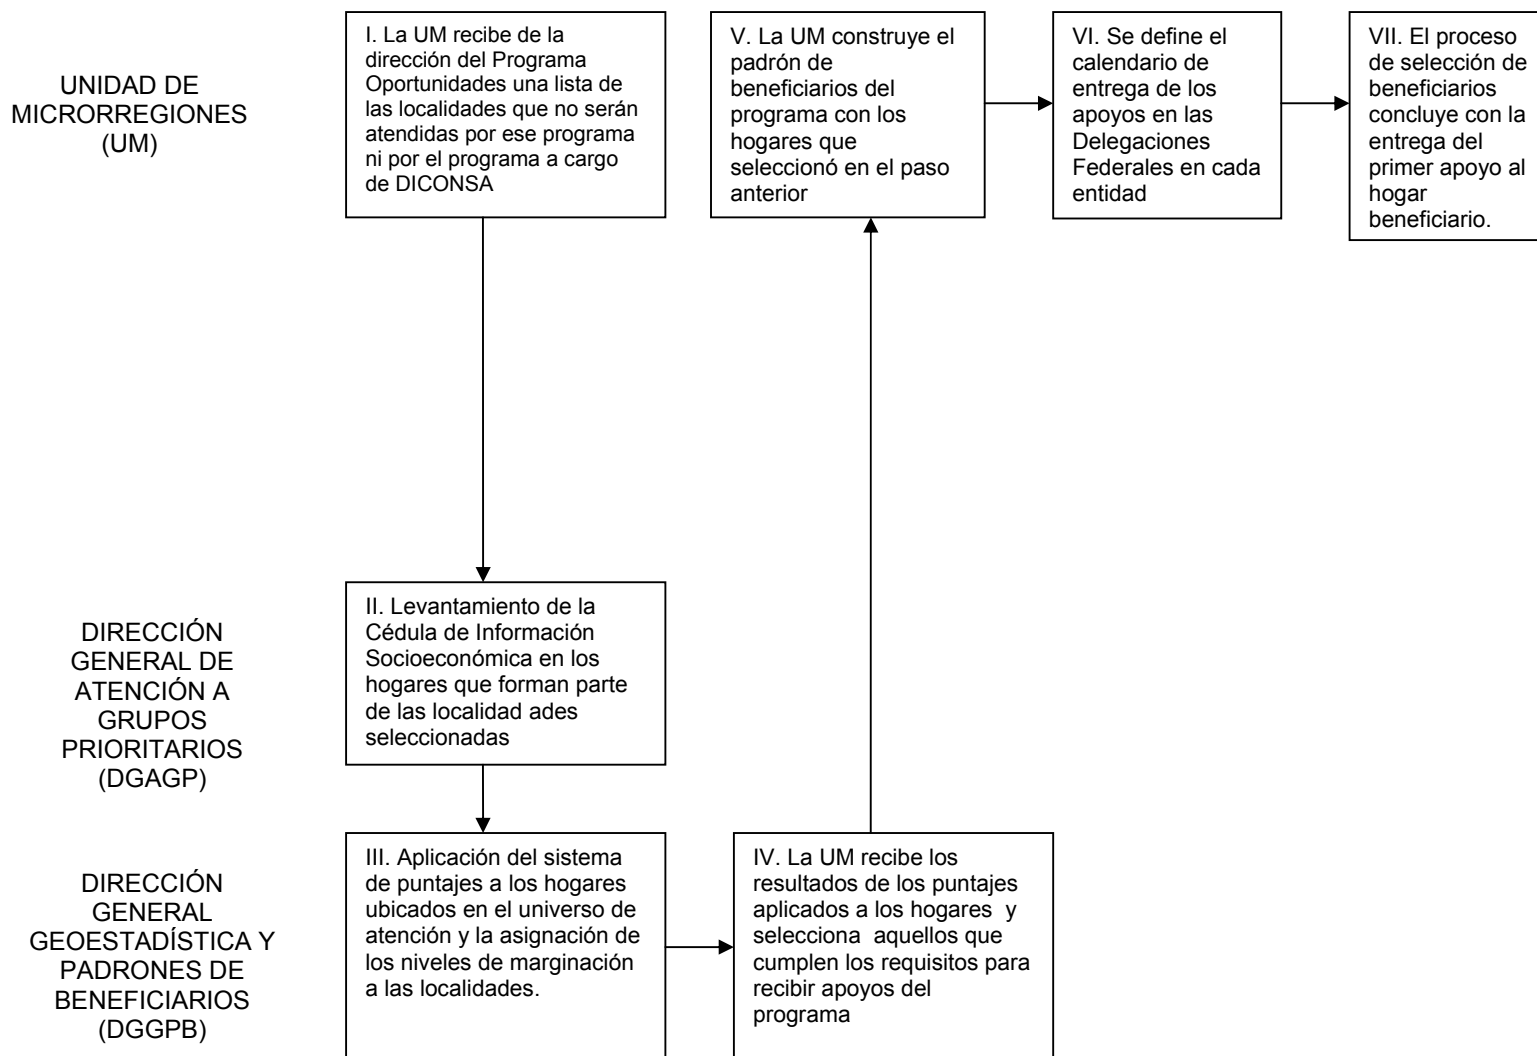 UNIDAD DE
MICRORREGIONES
(UM)
I. La UM recibe de la
dirección del Programa
Oportunidades una lista de
las localidades que no serán
atendidas por ese programa
ni por el programa a cargo
de DICONSA
V. La UM construye el
padrón de
beneficiarios del
programa con los
hogares que
seleccionó en el paso
anterior
VI. Se define el
calendario de
entrega de los
apoyos en las
Delegaciones
Federales en cada
entidad
VII. El proceso
de selección de
beneficiarios
concluye con la
entrega del
primer apoyo al
hogar
beneficiario.
DIRECCIÓN
GENERAL DE
ATENCIÓN A
GRUPOS
PRIORITARIOS
(DGAGP)
II. Levantamiento de la
Cédula de Información
Socioeconómica en los
hogares que forman parte
de las localidad ades
seleccionadas
DIRECCIÓN
GENERAL
GEOESTADÍSTICA Y
PADRONES DE
BENEFICIARIOS
(DGGPB)
III. Aplicación del sistema
de puntajes a los hogares
ubicados en el universo de
atención y la asignación de
los niveles de marginación
a las localidades.
IV. La UM recibe los
resultados de los puntajes
aplicados a los hogares y
selecciona aquellos que
cumplen los requisitos para
recibir apoyos del
programa